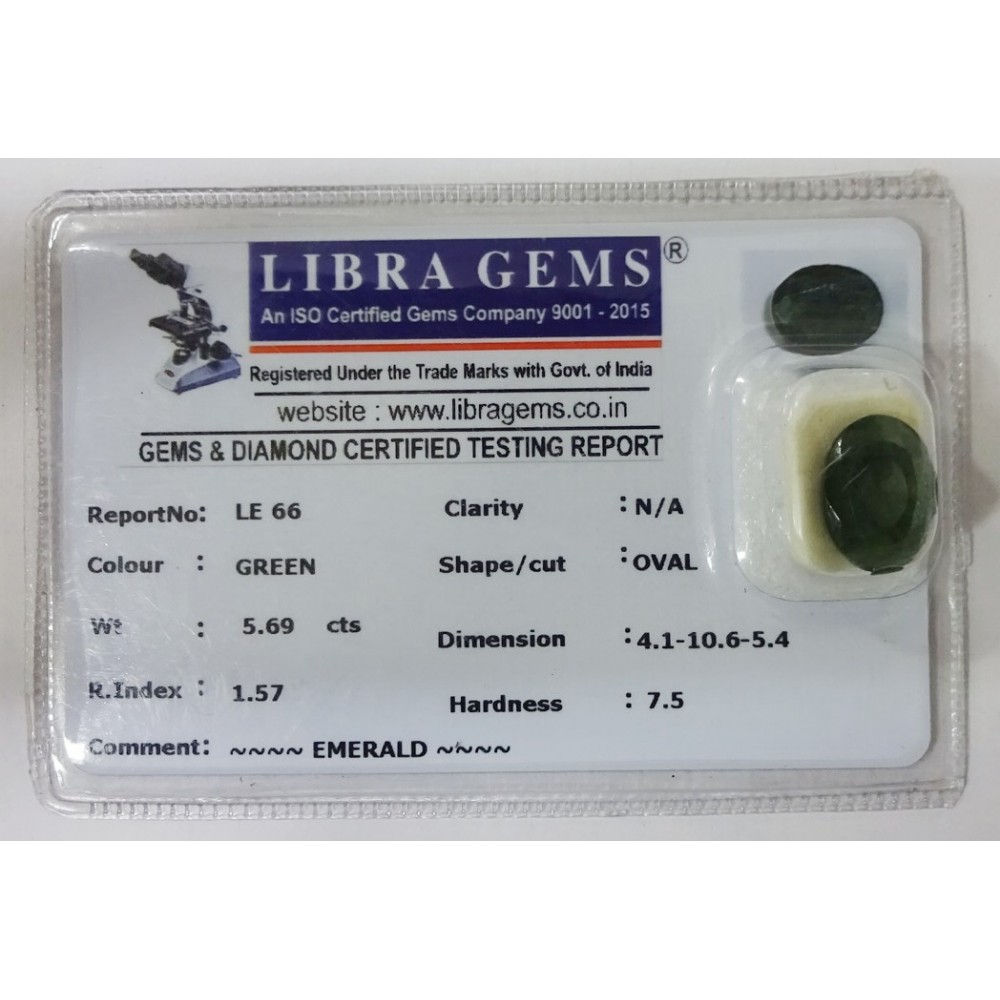 LIBRA GEMS ®
An ISO Certified Gems Company 9001 - 2015
Registered Under the Trade Marks with Govt. of India
website : www.libragems.co.in
GEMS & DIAMOND CERTIFIED TESTING REPORT
ReportNo: LE 66 Clarity : N/A
Colour : GREEN Shape/cut : OVAL
Wt : 5.69 cts Dimension : 4.1-10.6-5.4
R.Index : 1.57 Hardness : 7.5
Comment: ~~~~ EMERALD ~~~~